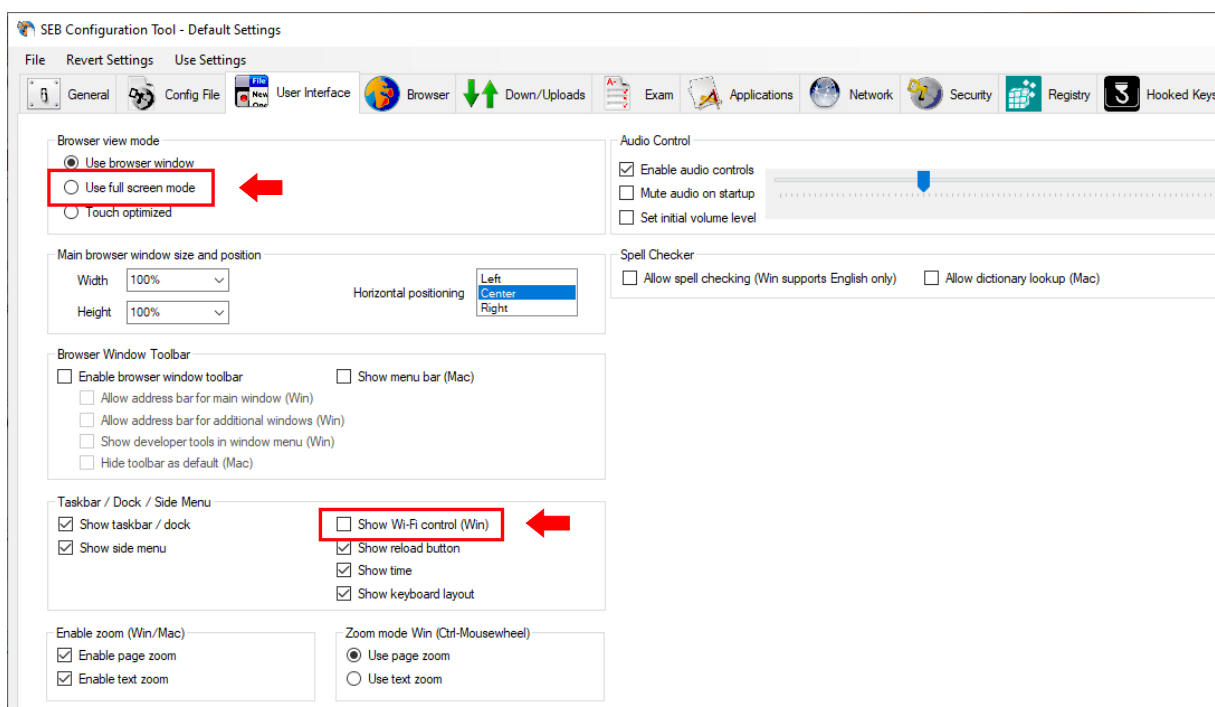 SEB Configuration Tool - Default Settings
File Revert Settings Use Settings
General Config File File New One User Interface Browser Down/Uploads A- Exam Applications Network Security Registry Hooked Keys
Browser view mode
Use browser window
Use full screen mode
Touch optimized
Audio Control
Enable audio controls
Mute audio on startup
Set initial volume level
Main browser window size and position
Width 100%
Height 100%
Horizontal positioning
Left
Center
Right
Spell Checker
Allow spell checking (Win supports English only) Allow dictionary lookup (Mac)
Browser Window Toolbar
Enable browser window toolbar Show menu bar (Mac)
Allow address bar for main window (Win)
Allow address bar for additional windows (Win)
Show developer tools in window menu (Win)
Hide toolbar as default (Mac)
Taskbar / Dock / Side Menu
Show taskbar / dock Show Wi-Fi control (Win)
Show side menu Show reload button
Show time
Show keyboard layout
Enable zoom (Win/Mac)
Enable page zoom
Enable text zoom
Zoom mode Win (Ctrl-Mousewheel)
Use page zoom
Use text zoom